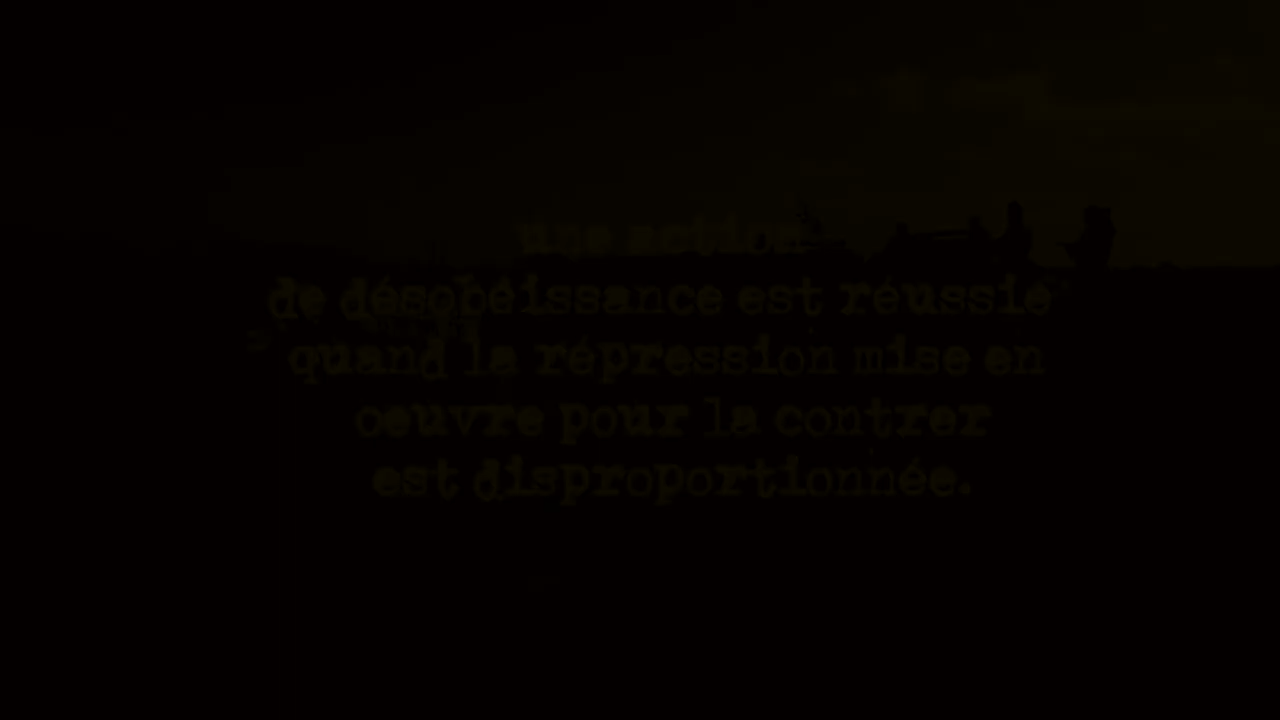 une action
de désobéissance est réussie
quand la répression mise en
oeuvre pour la contrer
est disproportionnée.